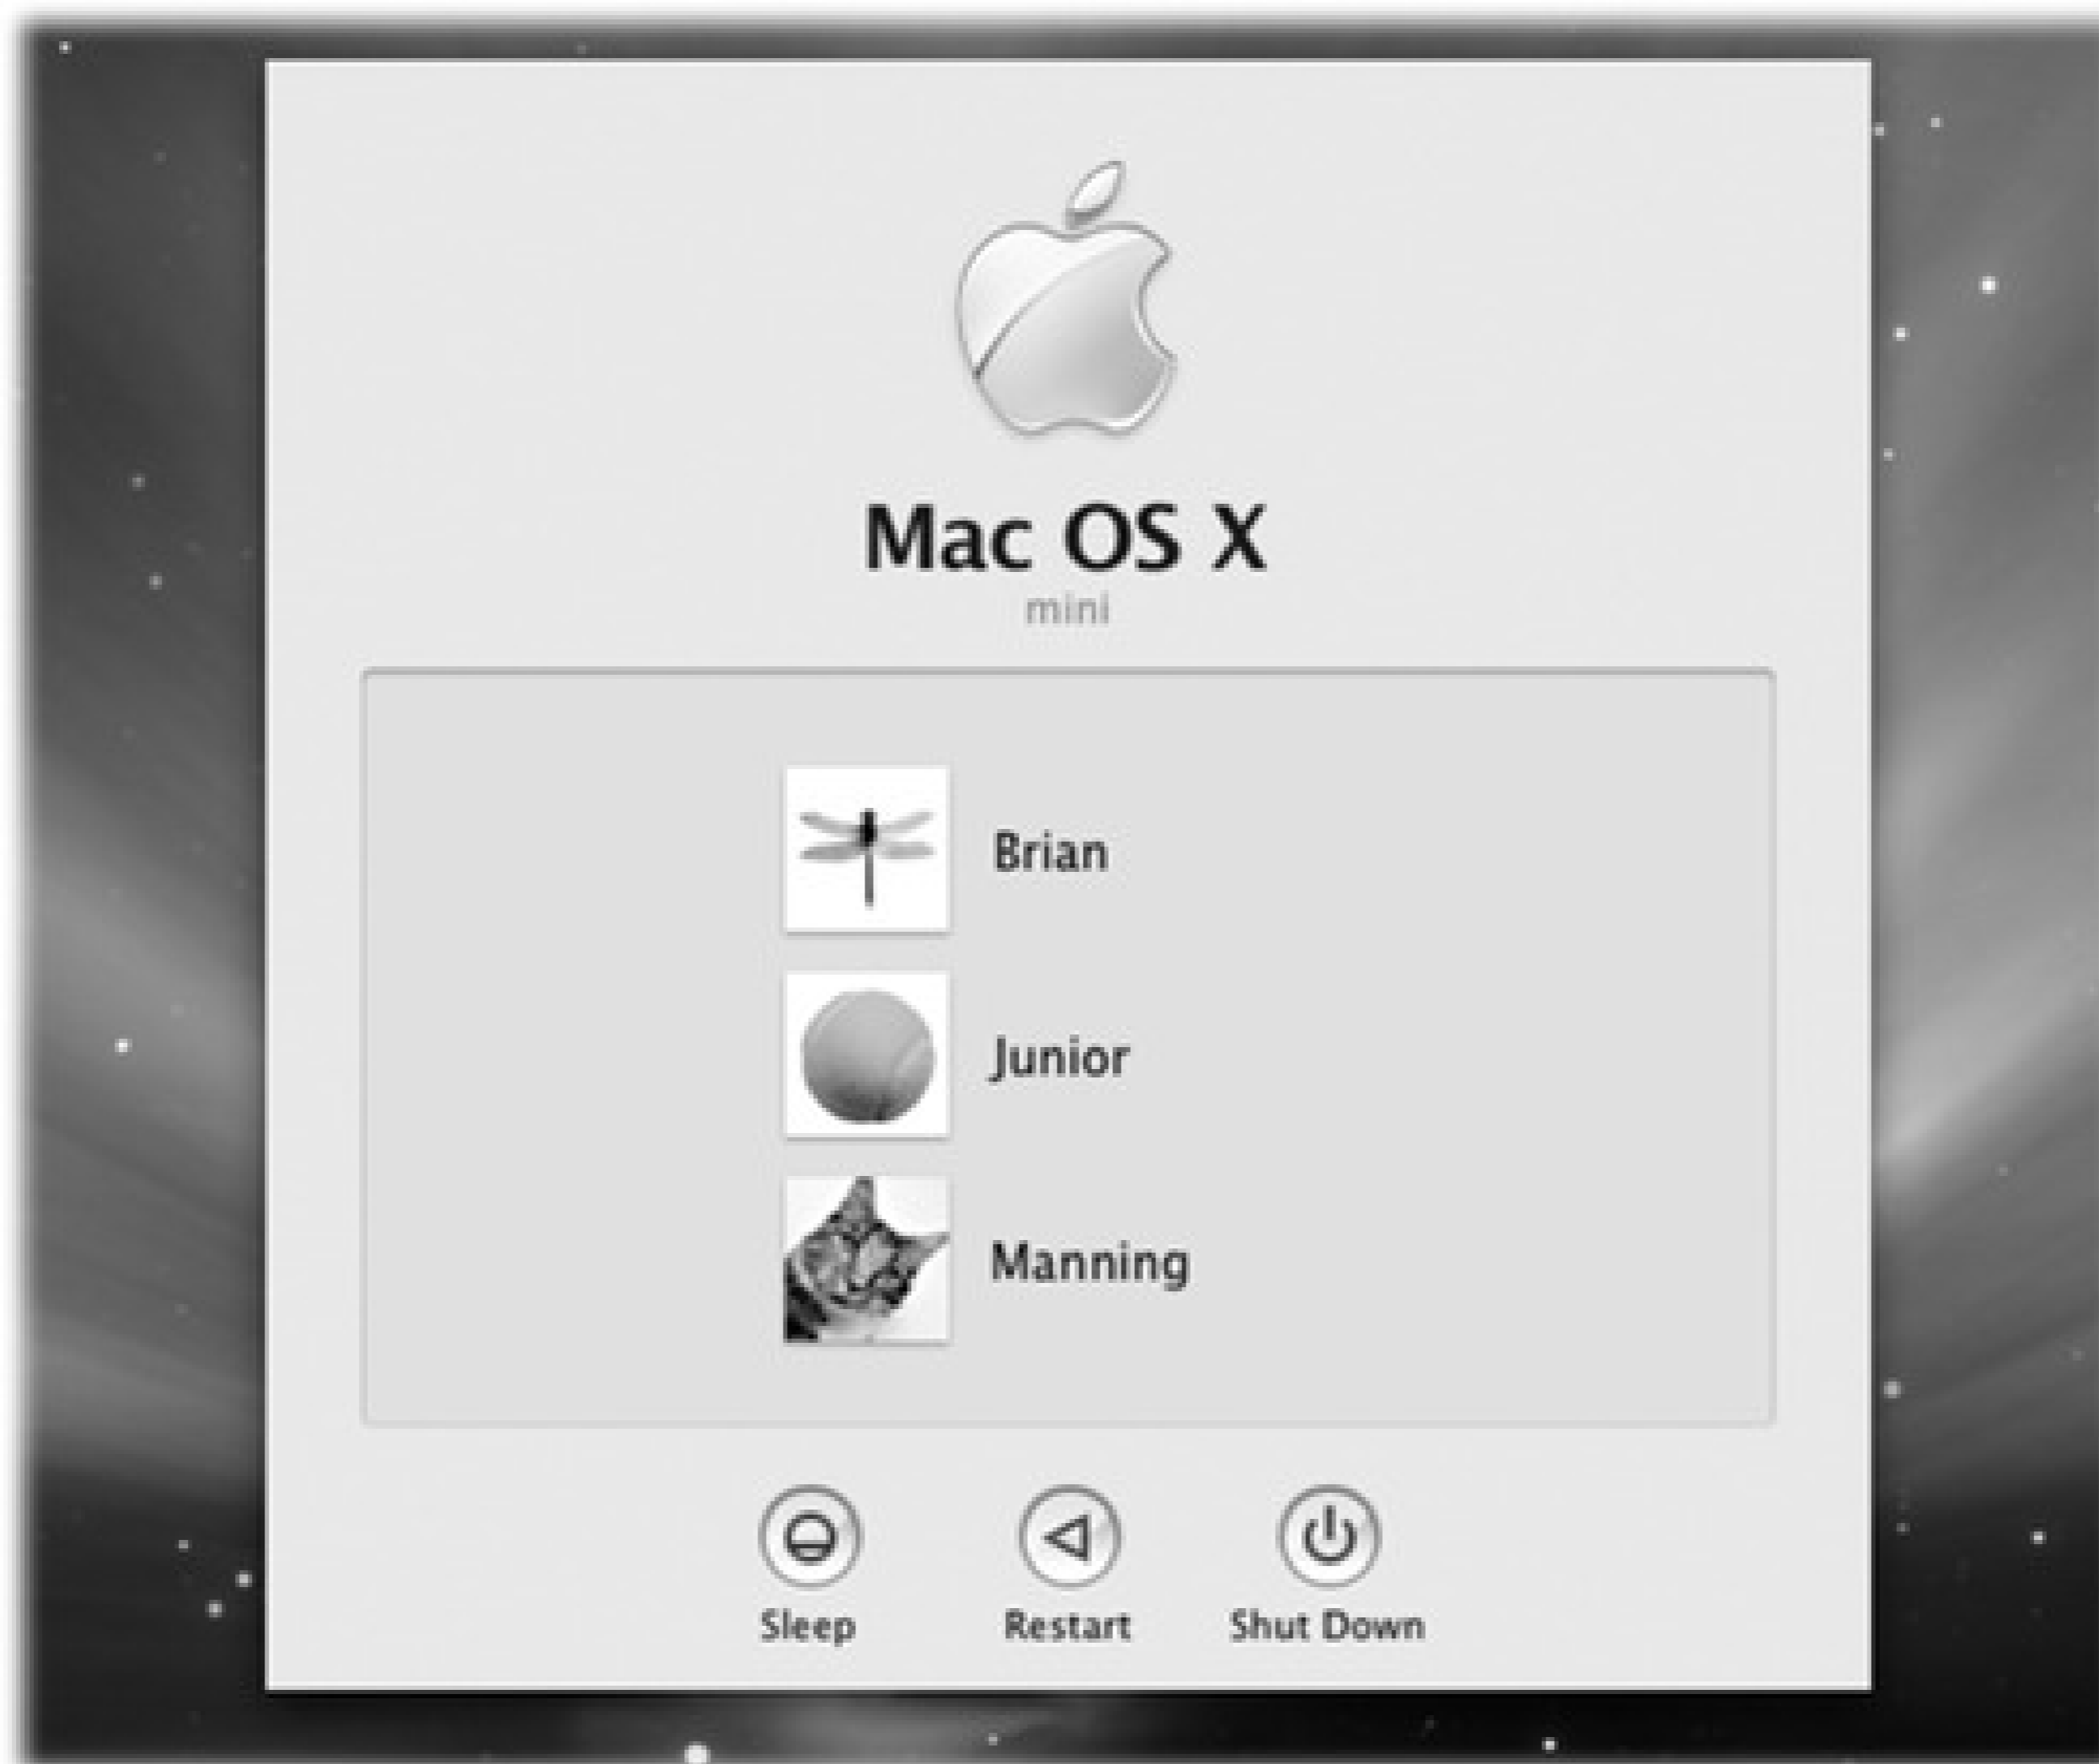 Mac OS X
mini
Brian
Junior
Manning
Sleep Restart Shut Down